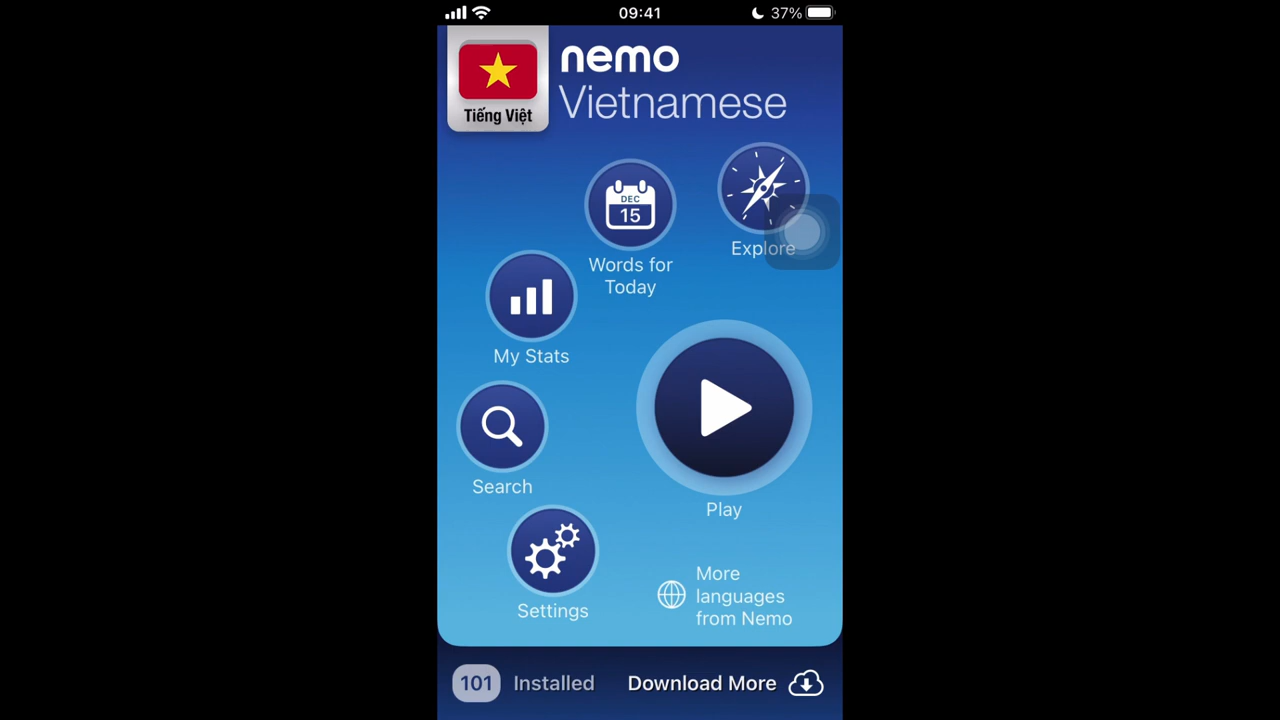 09:41
37%
nemo
Vietnamese
Tiếng Việt
DEC
15
Words for
Today
Explore
My Stats
Search
Play
Settings
More
languages
from Nemo
101 Installed
Download More